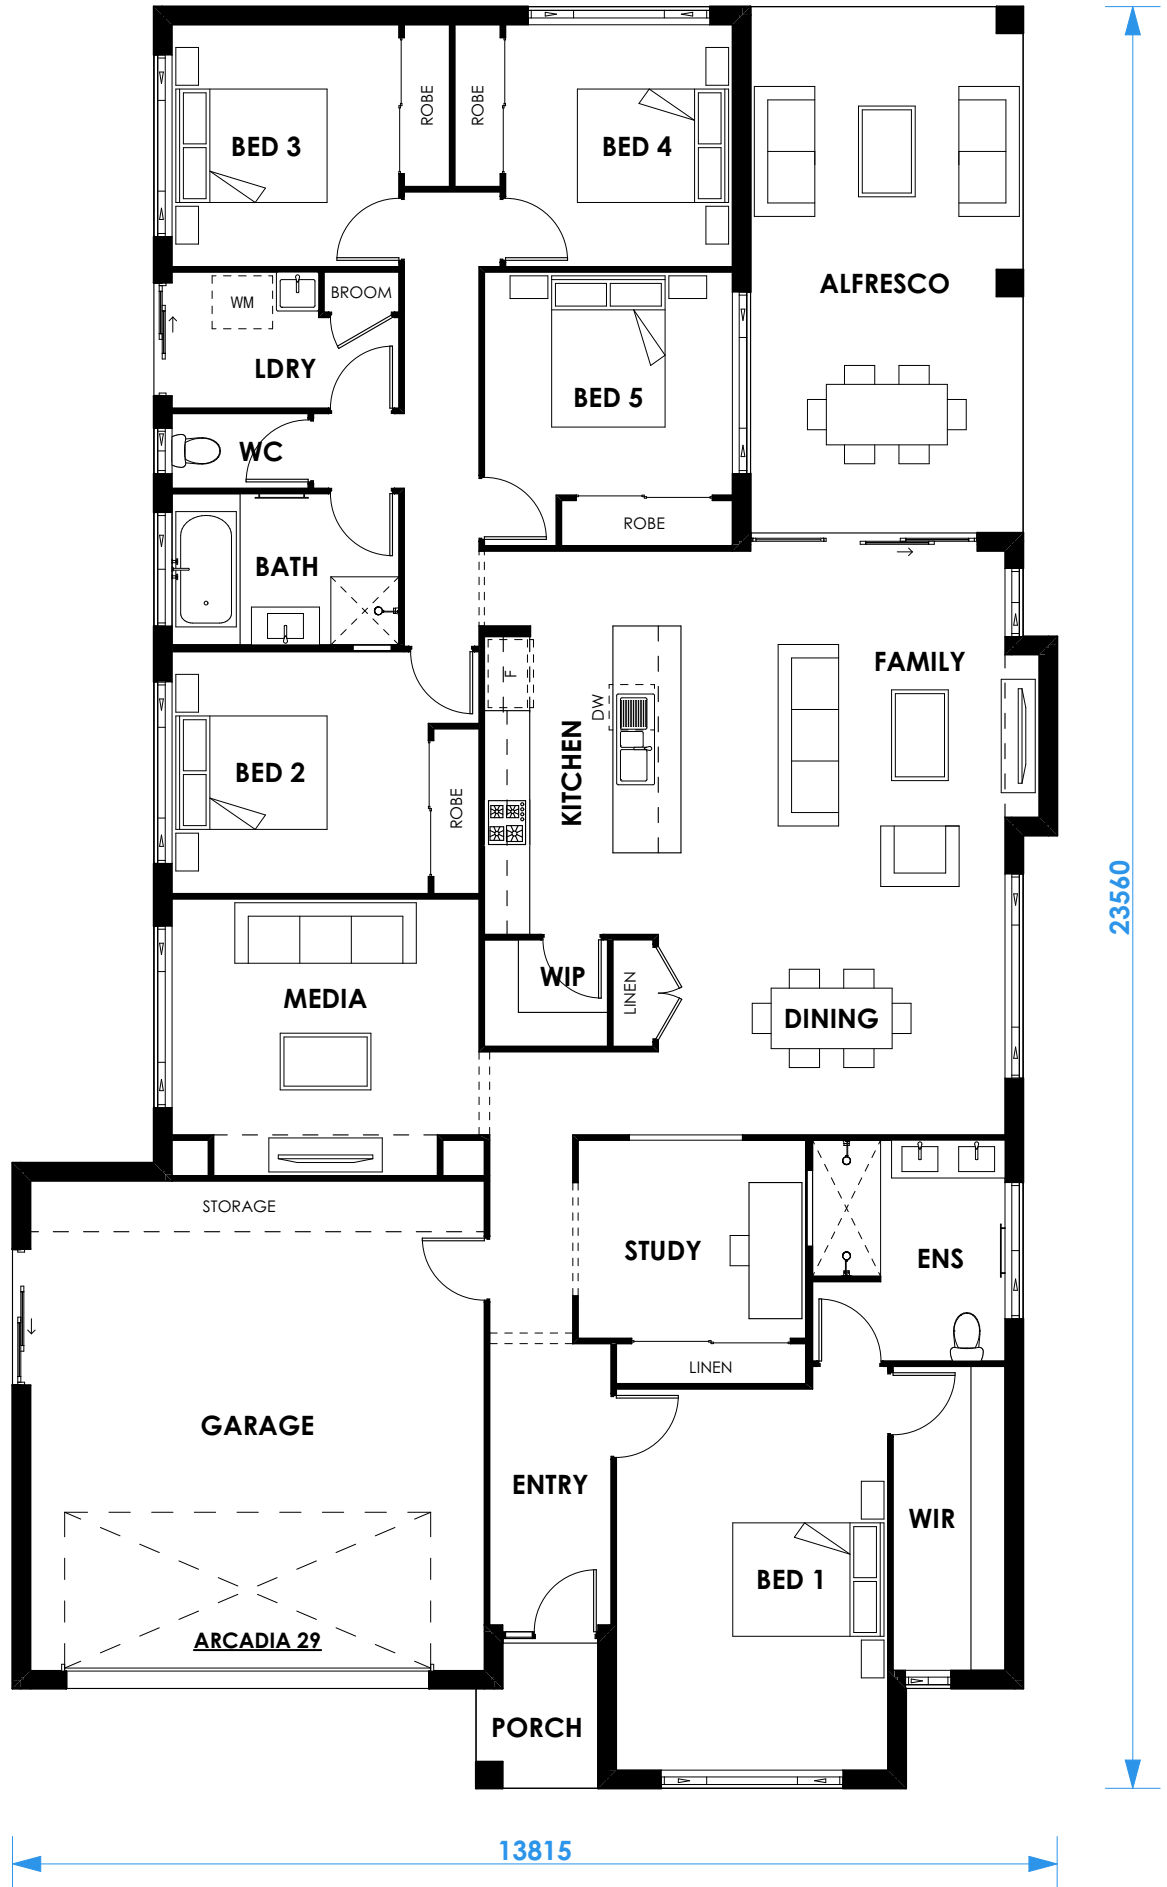 BED 3
ROBE
ROBE
BED 4
ALFRESCO
WM
BROOM
LDRY
BED 5
WC
ROBE
BATH
F
DW
FAMILY
KITCHEN
BED 2
ROBE
23560
WIP
LINEN
MEDIA
DINING
STORAGE
STUDY
ENS
LINEN
GARAGE
ENTRY
WIR
BED 1
ARCADIA 29
PORCH
13815